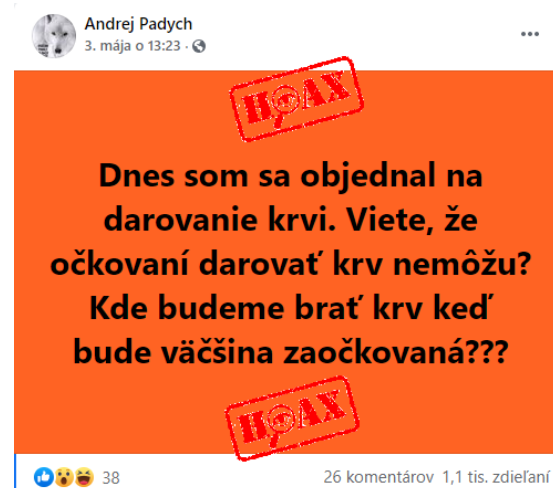 Andrej Padych
3. mája o 13:23 ·
HOAX
Dnes som sa objednal na
darovanie krvi. Viete, že
očkovaní darovať krv nemôžu?
Kde budeme brať krv keď
bude väčšina zaočkovaná???
HOAX
38 26 komentárov 1,1 tis. zdieľaní